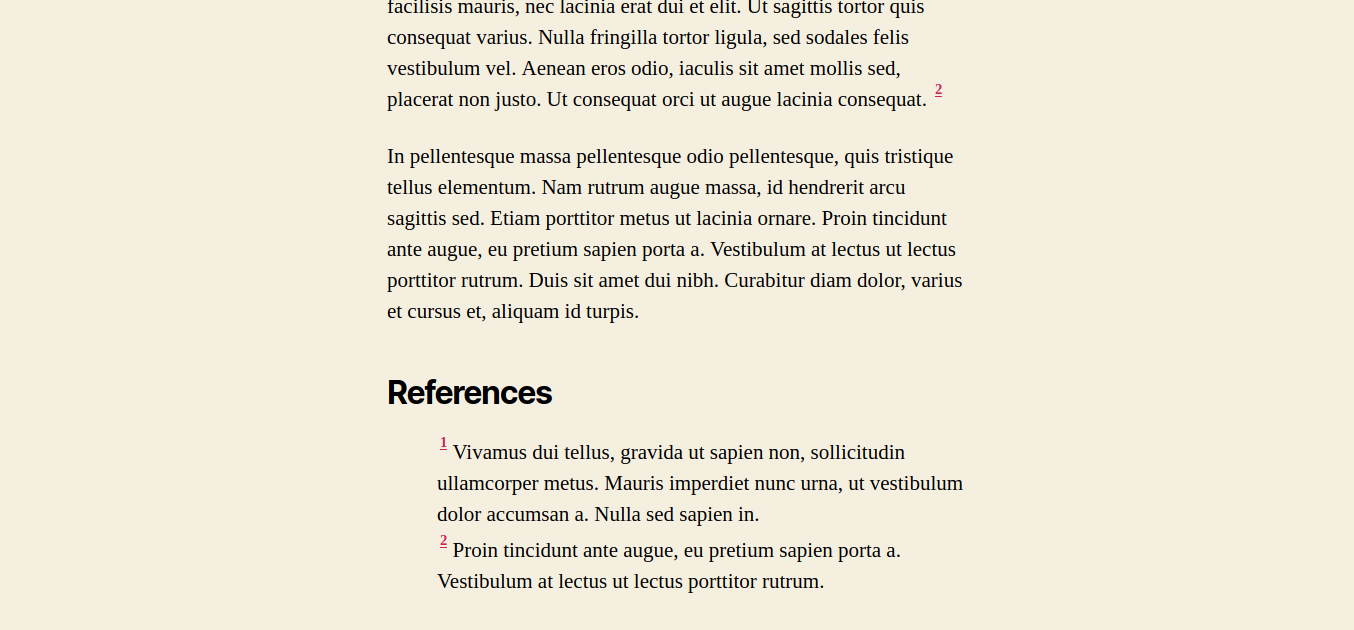 facilisis mauris, nec lacinia erat dui et elit. Ut sagittis tortor quis
consequat varius. Nulla fringilla tortor ligula, sed sodales felis
vestibulum vel. Aenean eros odio, iaculis sit amet mollis sed,
placerat non justo. Ut consequat orci ut augue lacinia consequat. 2
In pellentesque massa pellentesque odio pellentesque, quis tristique
tellus elementum. Nam rutrum augue massa, id hendrerit arcu
sagittis sed. Etiam porttitor metus ut lacinia ornare. Proin tincidunt
ante augue, eu pretium sapien porta a. Vestibulum at lectus ut lectus
porttitor rutrum. Duis sit amet dui nibh. Curabitur diam dolor, varius
et cursus et, aliquam id turpis.
References
1 Vivamus dui tellus, gravida ut sapien non, sollicitudin
ullamcorper metus. Mauris imperdiet nunc urna, ut vestibulum
dolor accumsan a. Nulla sed sapien in.
2 Proin tincidunt ante augue, eu pretium sapien porta a.
Vestibulum at lectus ut lectus porttitor rutrum.